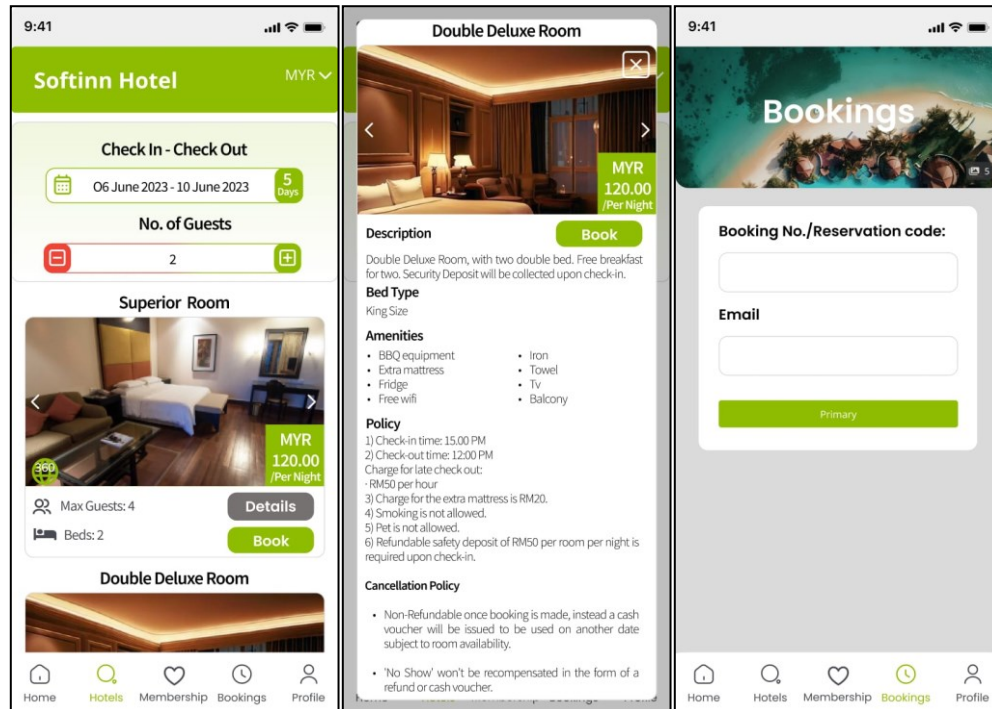 9:41
Softinn Hotel
MYR
Check In - Check Out
O6 June 2023 - 10 June 2023
5
Days
No. of Guests
2
Superior Room
360
MYR
120.00
/Per Night
Max Guests: 4
Details
Beds: 2
Book
Double Deluxe Room
Home
Hotels
Membership
Bookings
Profile
Double Deluxe Room
MYR
120.00
/Per Night
Description
Book
Double Deluxe Room, with two double bed. Free breakfast
for two. Security Deposit will be collected upon check-in.
Bed Type
King Size
Amenities
• BBQ equipment
• Extra mattress
• Fridge
• Free wifi
• Iron
• Towel
• Tv
• Balcony
Policy
1) Check-in time: 15.00 PM
2) Check-out time: 12:00 PM
Charge for late check out:
- RM50 per hour
3) Charge for the extra mattress is RM20.
4) Smoking is not allowed.
5) Pet is not allowed.
6) Refundable safety deposit of RM50 per room per night is
required upon check-in.
Cancellation Policy
• Non-Refundable once booking is made, instead a cash
voucher will be issued to be used on another date
subject to room availability.
• 'No Show' won't be recompensated in the form of a
refund or cash voucher.
9:41
Bookings
5
Booking No./Reservation code:
Email
Primary
Home
Hotels
Membership
Bookings
Profile